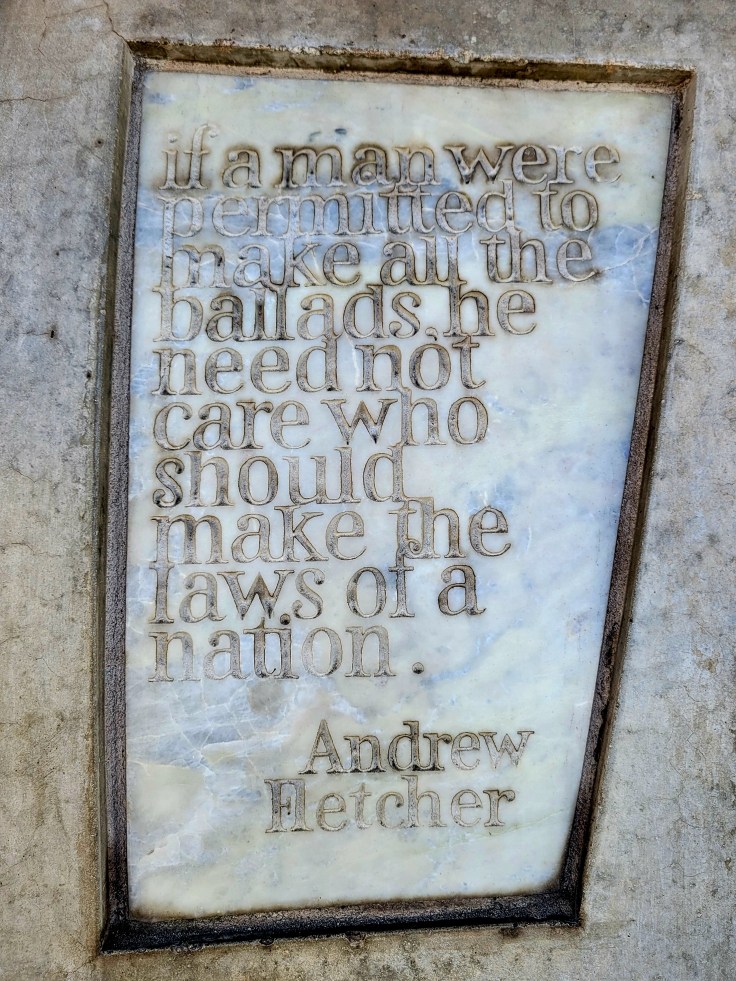 if a man were
permitted to
make all the
ballads, he
need not
care who
should
make the
laws of a
nation.
Andrew
Fletcher